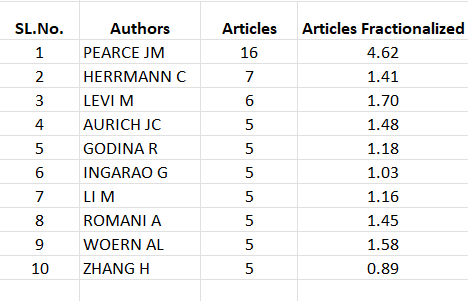 SL.No. Authors Articles Articles Fractionalized
1 PEARCE JM 16 4.62
2 HERRMANN C 7 1.41
3 LEVI M 6 1.70
4 AURICH JC 5 1.48
5 GODINA R 5 1.18
6 INGARAO G 5 1.03
7 LI M 5 1.16
8 ROMANI A 5 1.45
9 WOERN AL 5 1.58
10 ZHANG H 5 0.89